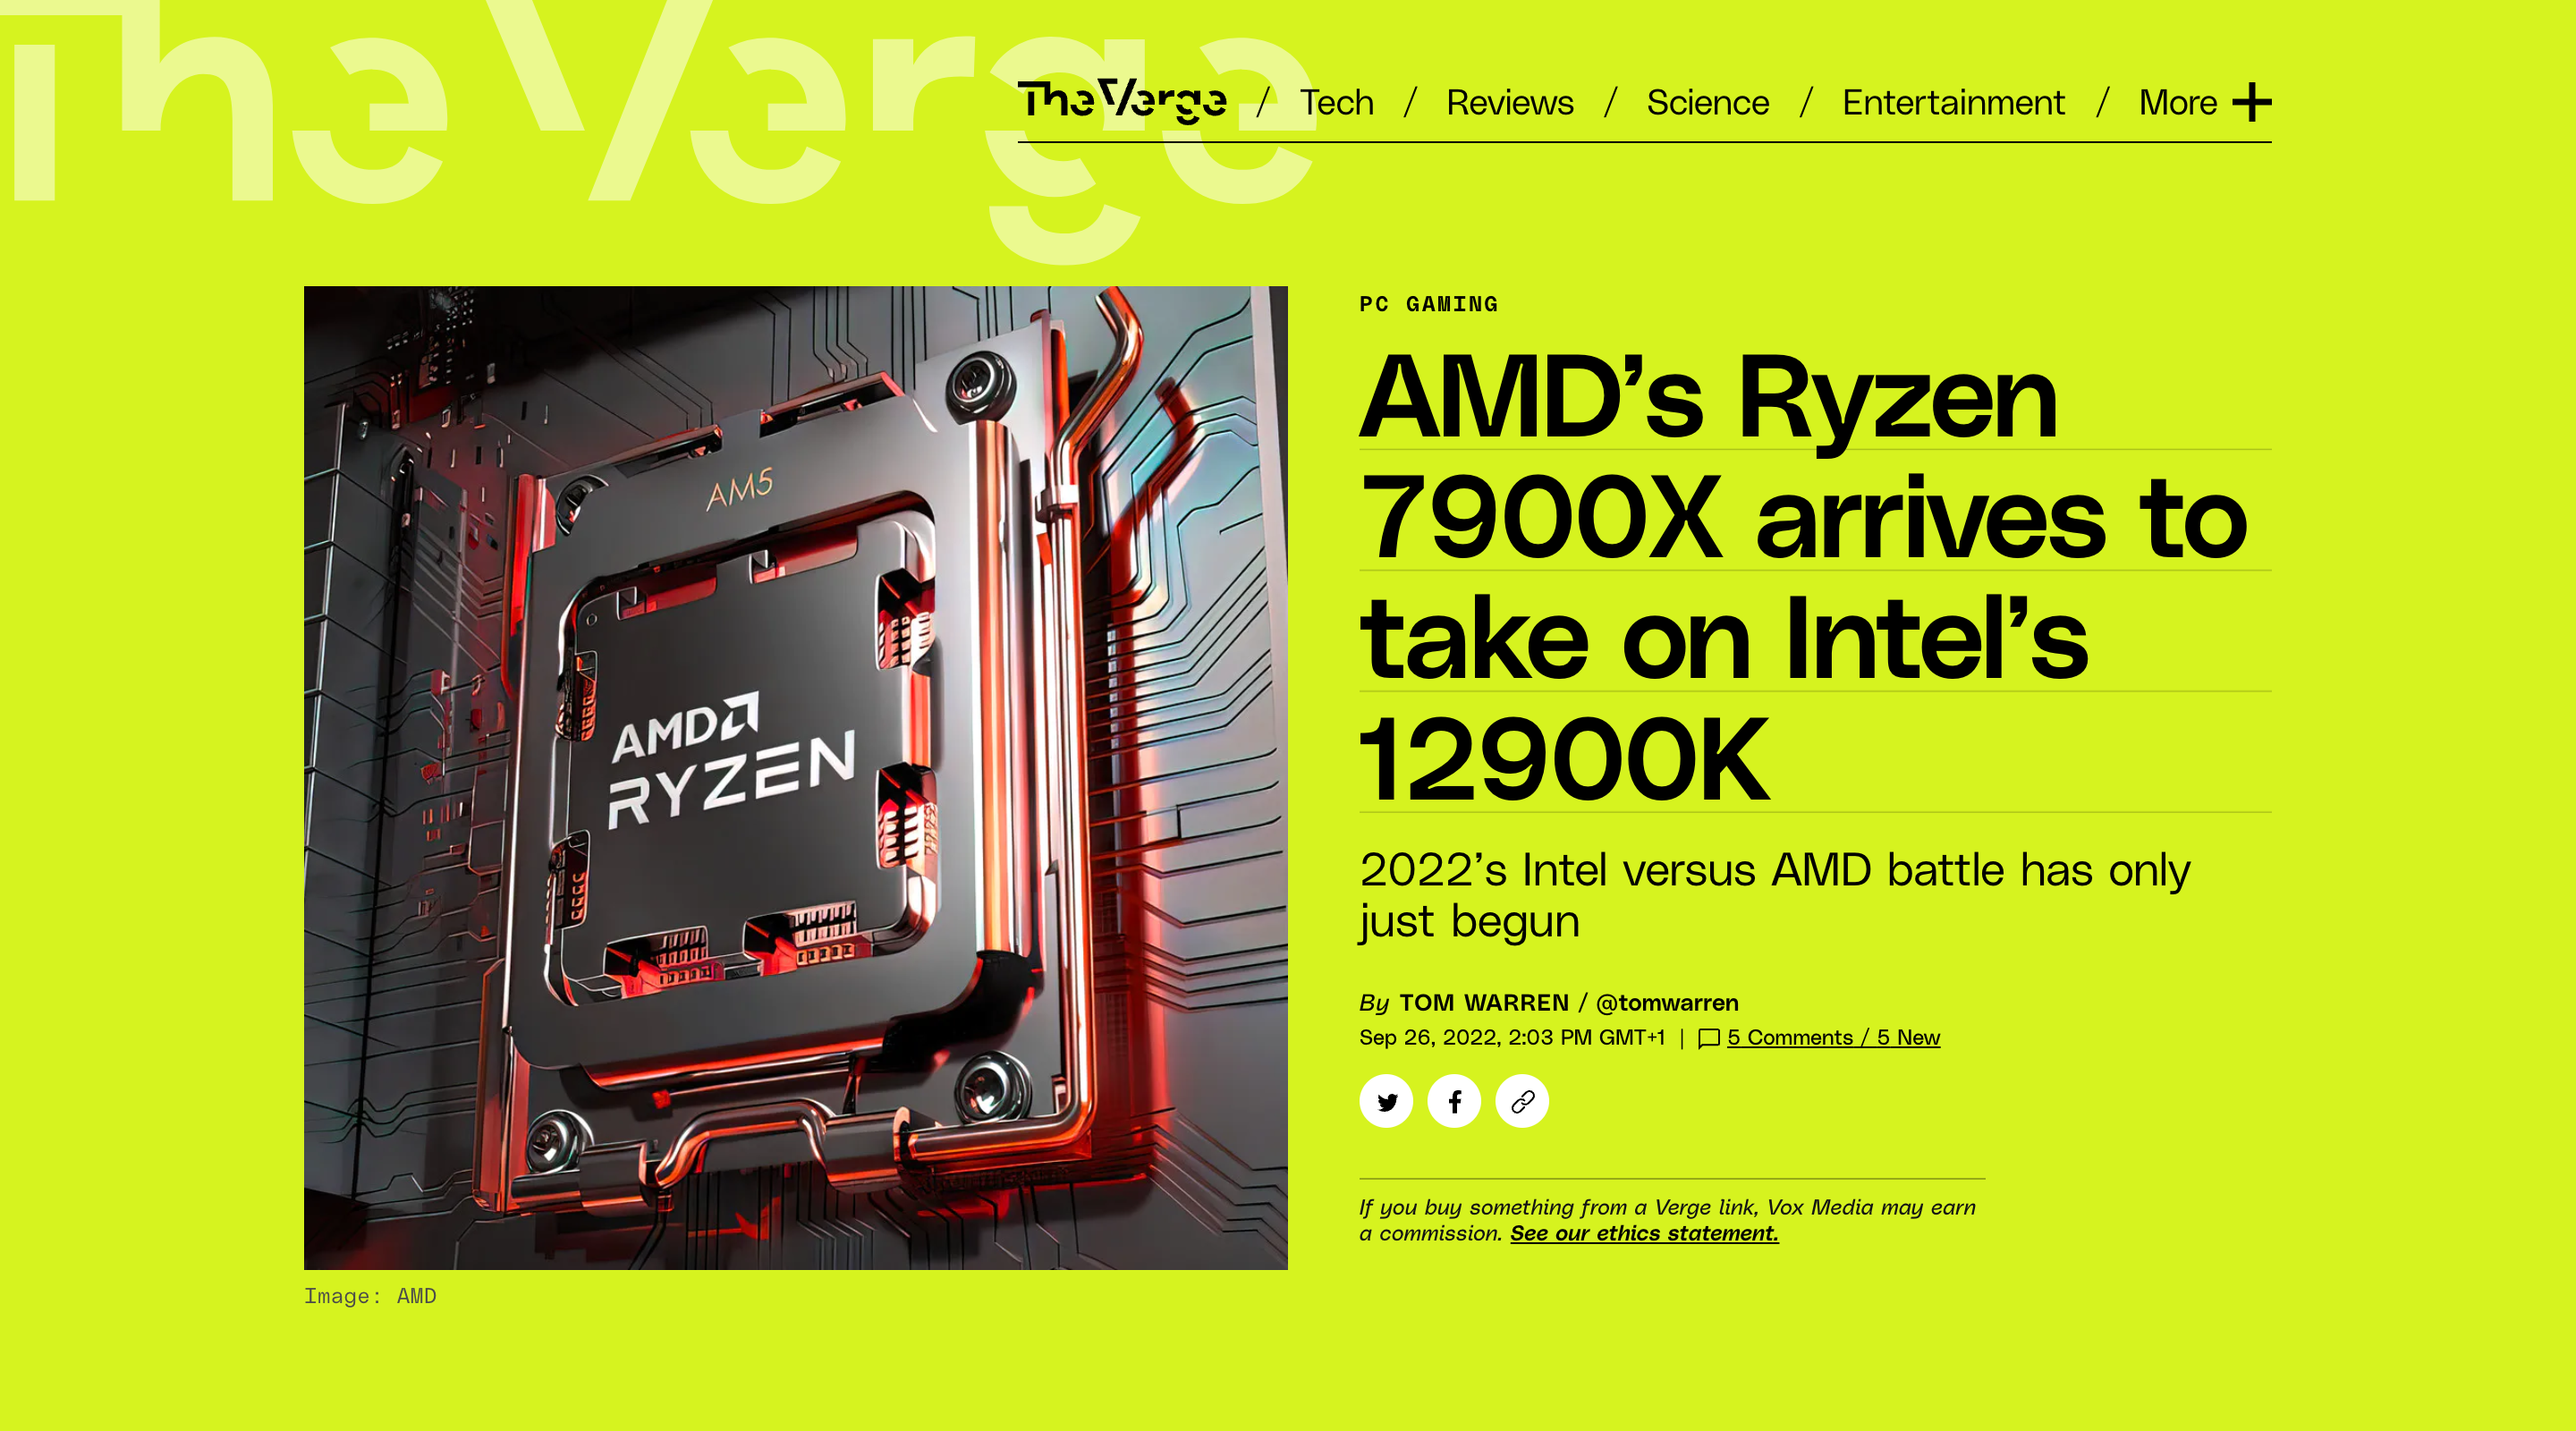 The Verge
The Verge / Tech / Reviews / Science / Entertainment / More
AM5
AMD
RYZEN
Image: AMD
PC GAMING
AMD’s Ryzen
7900X arrives to
take on Intel’s
12900K
2022’s Intel versus AMD battle has only
just begun
By TOM WARREN / @tomwarren
Sep 26, 2022, 2:03 PM GMT+1 | 5 Comments / 5 New
If you buy something from a Verge link, Vox Media may earn
a commission. See our ethics statement.